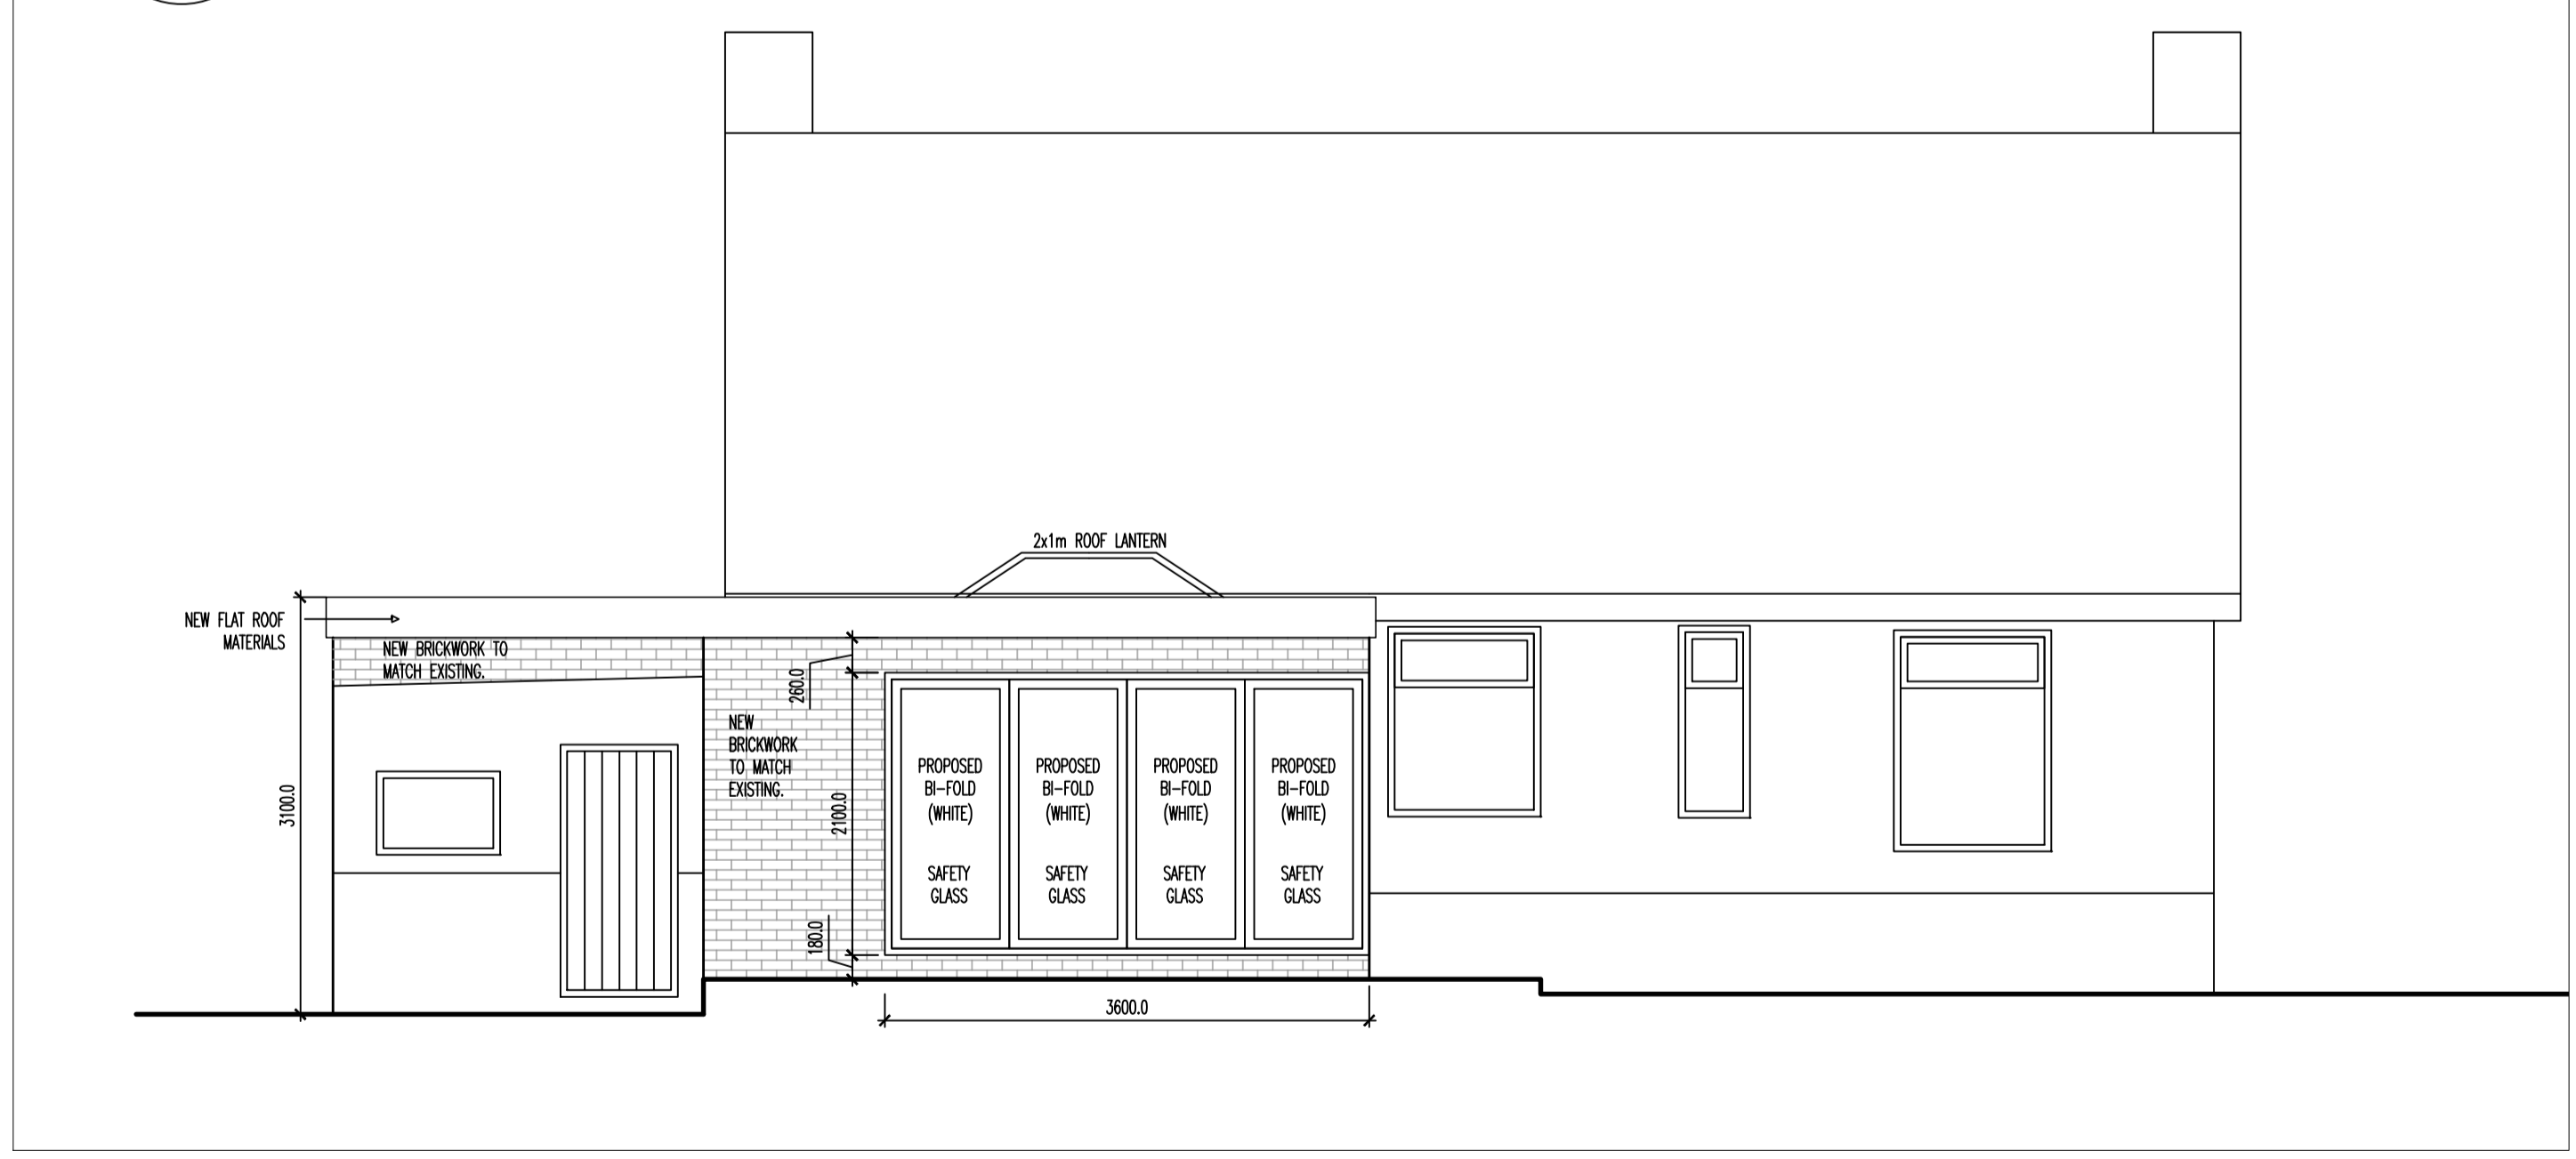 2x1m ROOF LANTERN
NEW FLAT ROOF
MATERIALS
NEW BRICKWORK TO
MATCH EXISTING.
260.0
NEW
BRICKWORK
TO MATCH
EXISTING.
3100.0
2100.0
180.0
PROPOSED
BI-FOLD
(WHITE)
SAFETY
GLASS
PROPOSED
BI-FOLD
(WHITE)
SAFETY
GLASS
PROPOSED
BI-FOLD
(WHITE)
SAFETY
GLASS
PROPOSED
BI-FOLD
(WHITE)
SAFETY
GLASS
3600.0